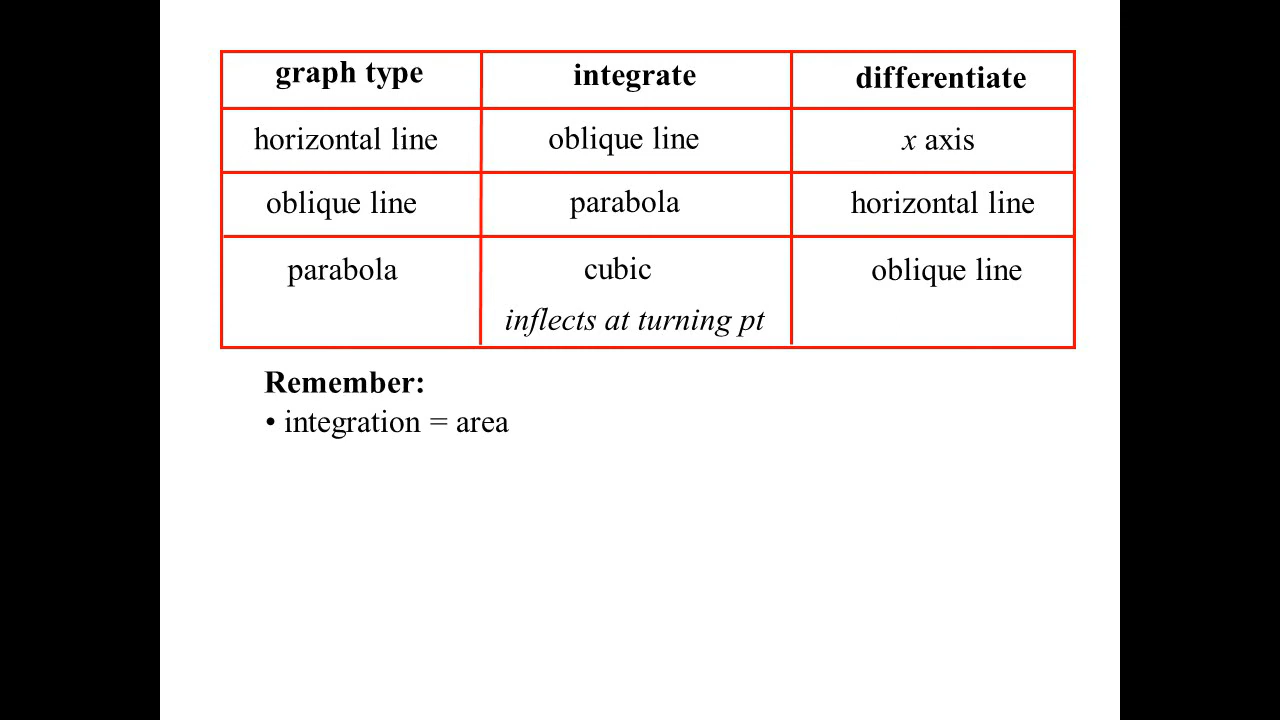 graph type integrate differentiate
horizontal line oblique line x axis
oblique line parabola horizontal line
parabola cubic oblique line
inflects at turning pt
Remember:
• integration = area